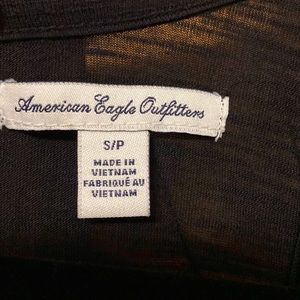 American Eagle Outfitters
S/P
MADE IN
VIETNAM
FABRIQUÉ AU
VIETNAM